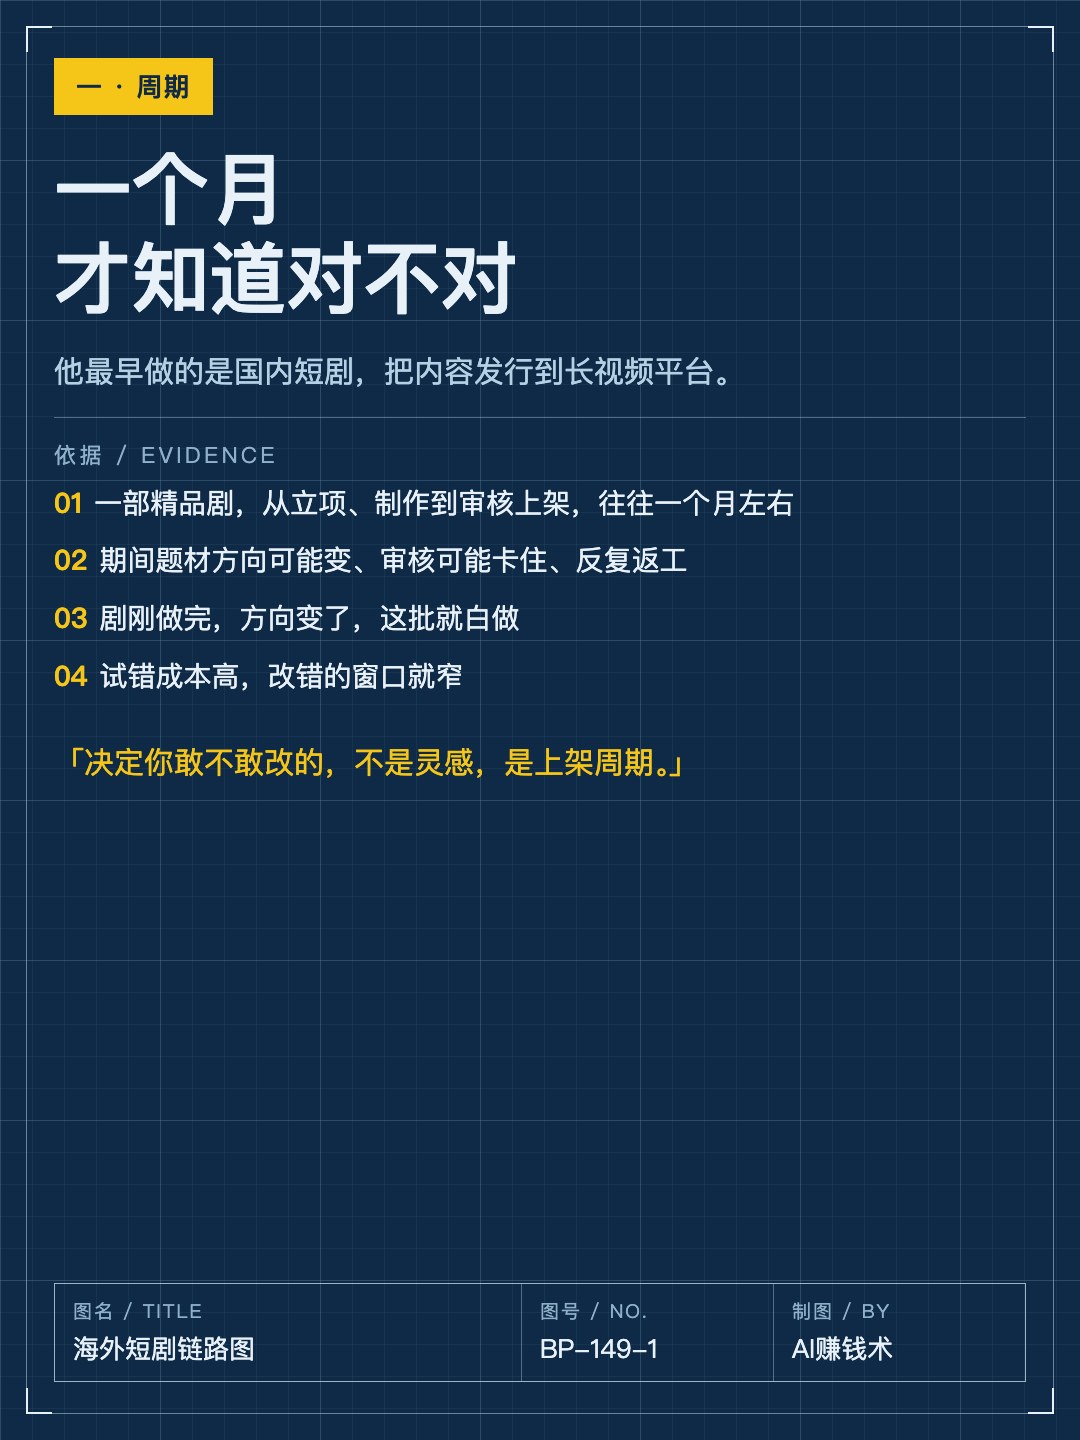 一 · 周期
一个月
才知道对不对
他最早做的是国内短剧，把内容发行到长视频平台。
依据 / EVIDENCE
01 一部精品剧，从立项、制作到审核上架，往往一个月左右
02 期间题材方向可能变、审核可能卡住、反复返工
03 剧刚做完，方向变了，这批就白做
04 试错成本高，改错的窗口就窄
「决定你敢不敢改的，不是灵感，是上架周期。」
图名 / TITLE
海外短剧链路图
图号 / NO.
BP-149-1
制图 / BY
AI赚钱术